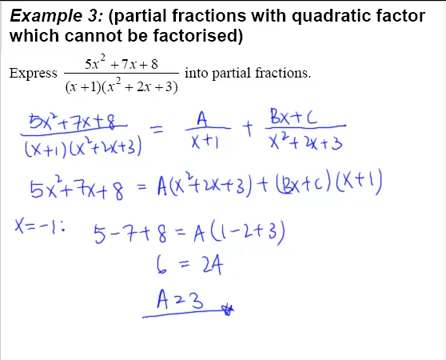 Example 3: (partial fractions with quadratic factor
which cannot be factorised)
Express (5x² + 7x + 8)/((x+1)(x² + 2x + 3)) into partial fractions.
(5x² + 7x + 8)/((x+1)(x²+2x+3)) = A/(x+1) + (Bx+C)/(x²+2x+3)
5x²+7x+8 = A(x²+2x+3) + (Bx+C)(x+1)
x=-1: 5-7+8 = A(1-2+3)
6 = 2A
A=3